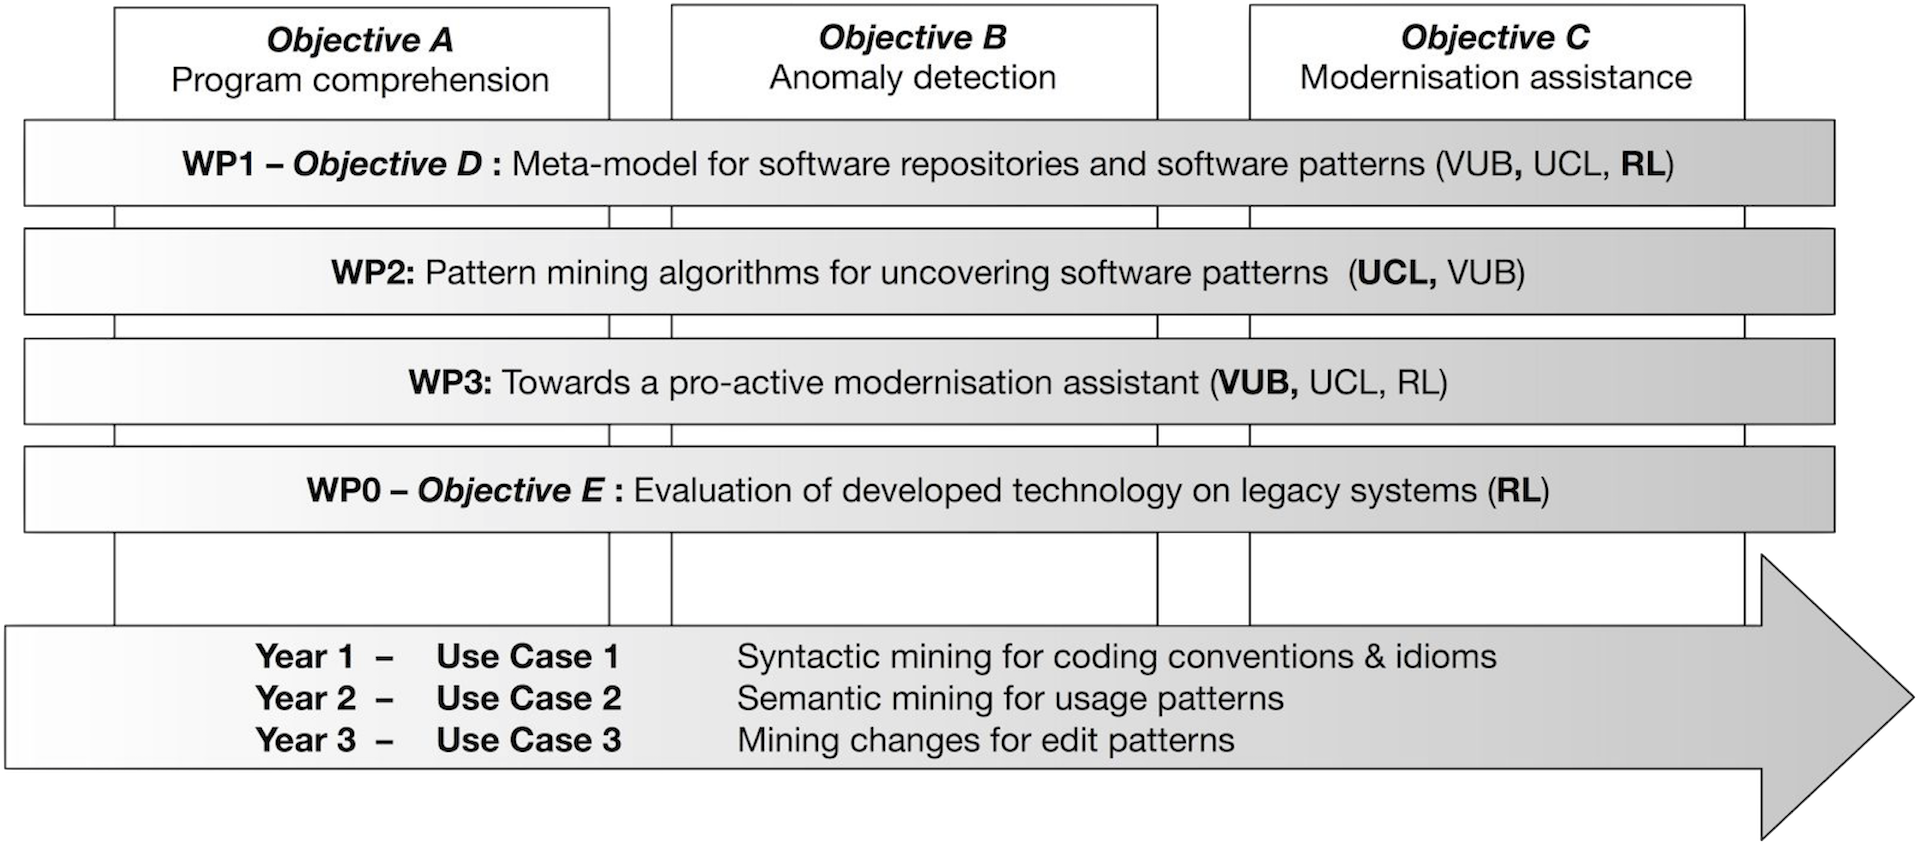 Objective A
Program comprehension
Objective B
Anomaly detection
Objective C
Modernisation assistance
WP1 – Objective D : Meta-model for software repositories and software patterns (VUB, UCL, RL)
WP2: Pattern mining algorithms for uncovering software patterns (UCL, VUB)
WP3: Towards a pro-active modernisation assistant (VUB, UCL, RL)
WP0 – Objective E : Evaluation of developed technology on legacy systems (RL)
Year 1 – Use Case 1 Syntactic mining for coding conventions & idioms
Year 2 – Use Case 2 Semantic mining for usage patterns
Year 3 – Use Case 3 Mining changes for edit patterns